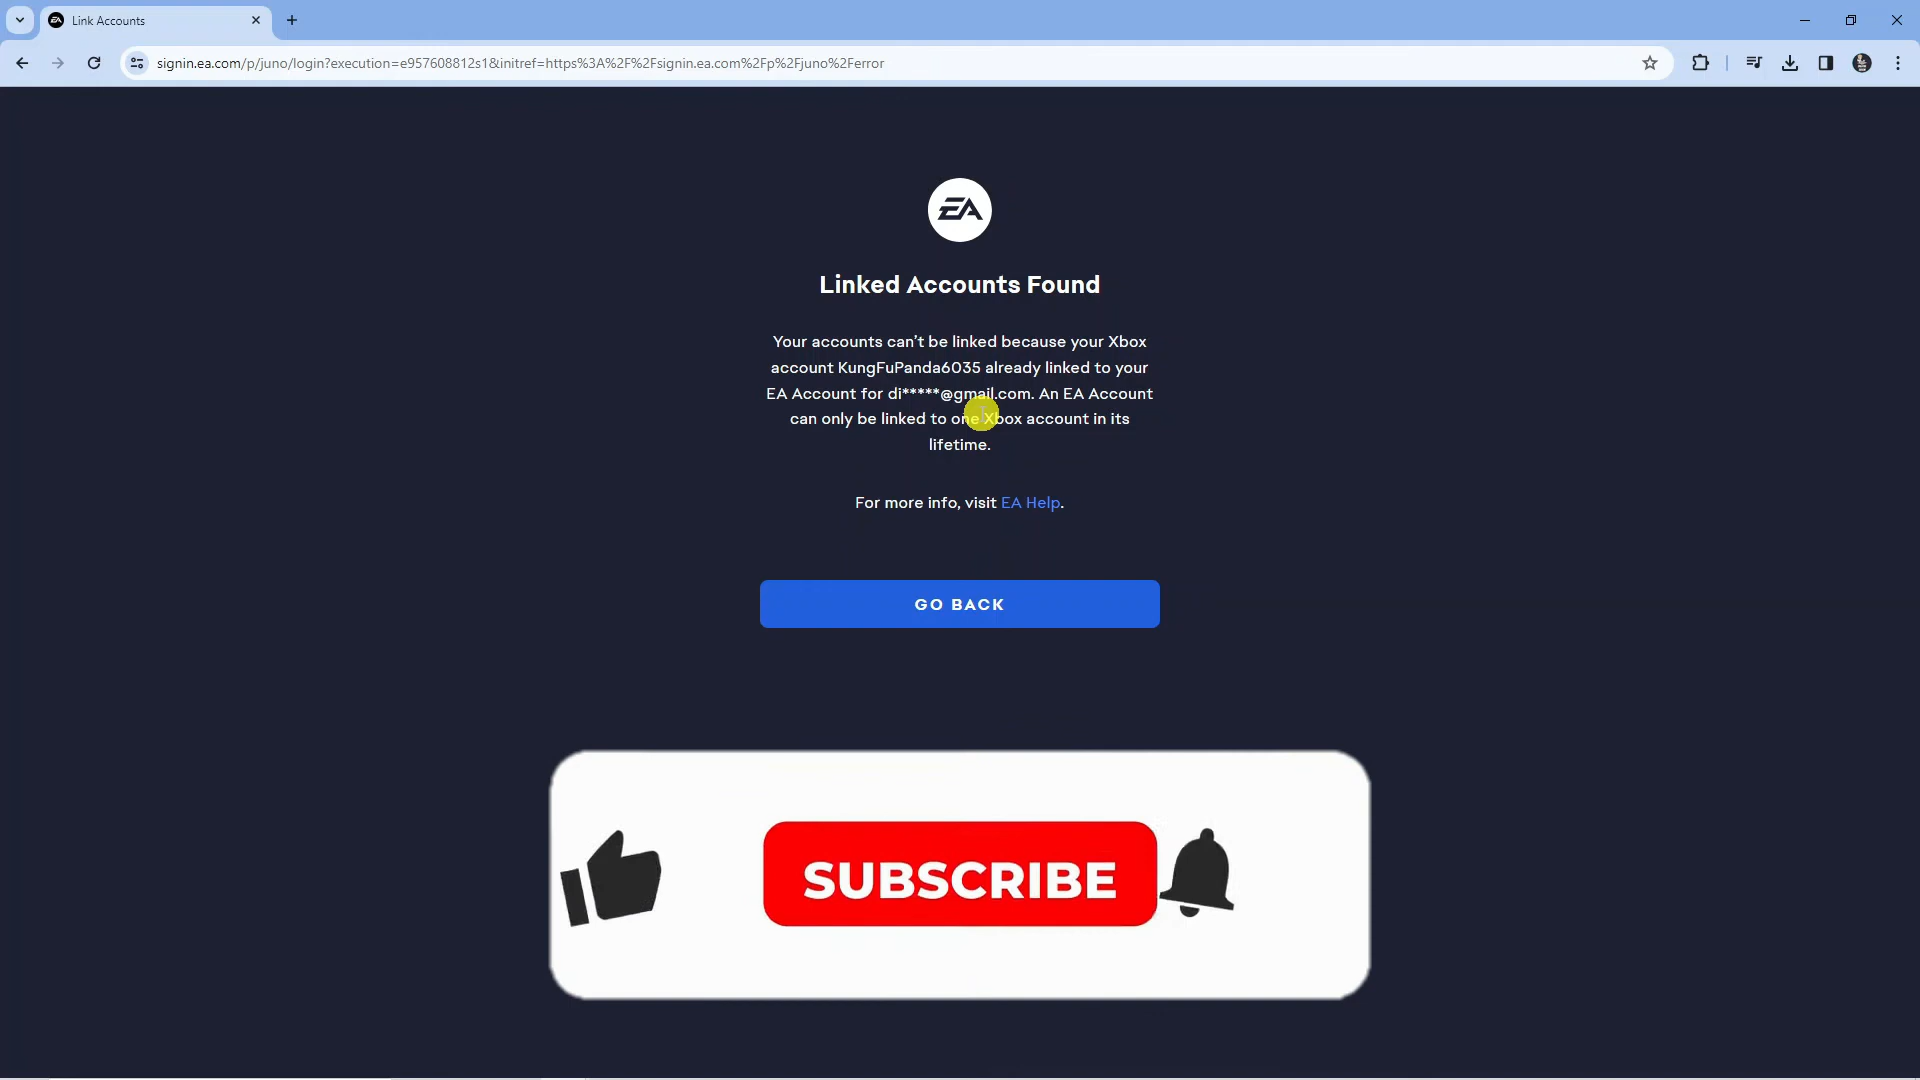 Link Accounts
signin.ea.com/p/juno/login?execution=e957608812s1&initref=https%3A%2F%2Fsignin.ea.com%2Fp%2Fjuno%2Ferror
EA
Linked Accounts Found
Your accounts can't be linked because your Xbox
account KungFuPanda6035 already linked to your
EA Account for di*****@gmail.com. An EA Account
can only be linked to one Xbox account in its
lifetime.
For more info, visit EA Help.
GO BACK
SUBSCRIBE